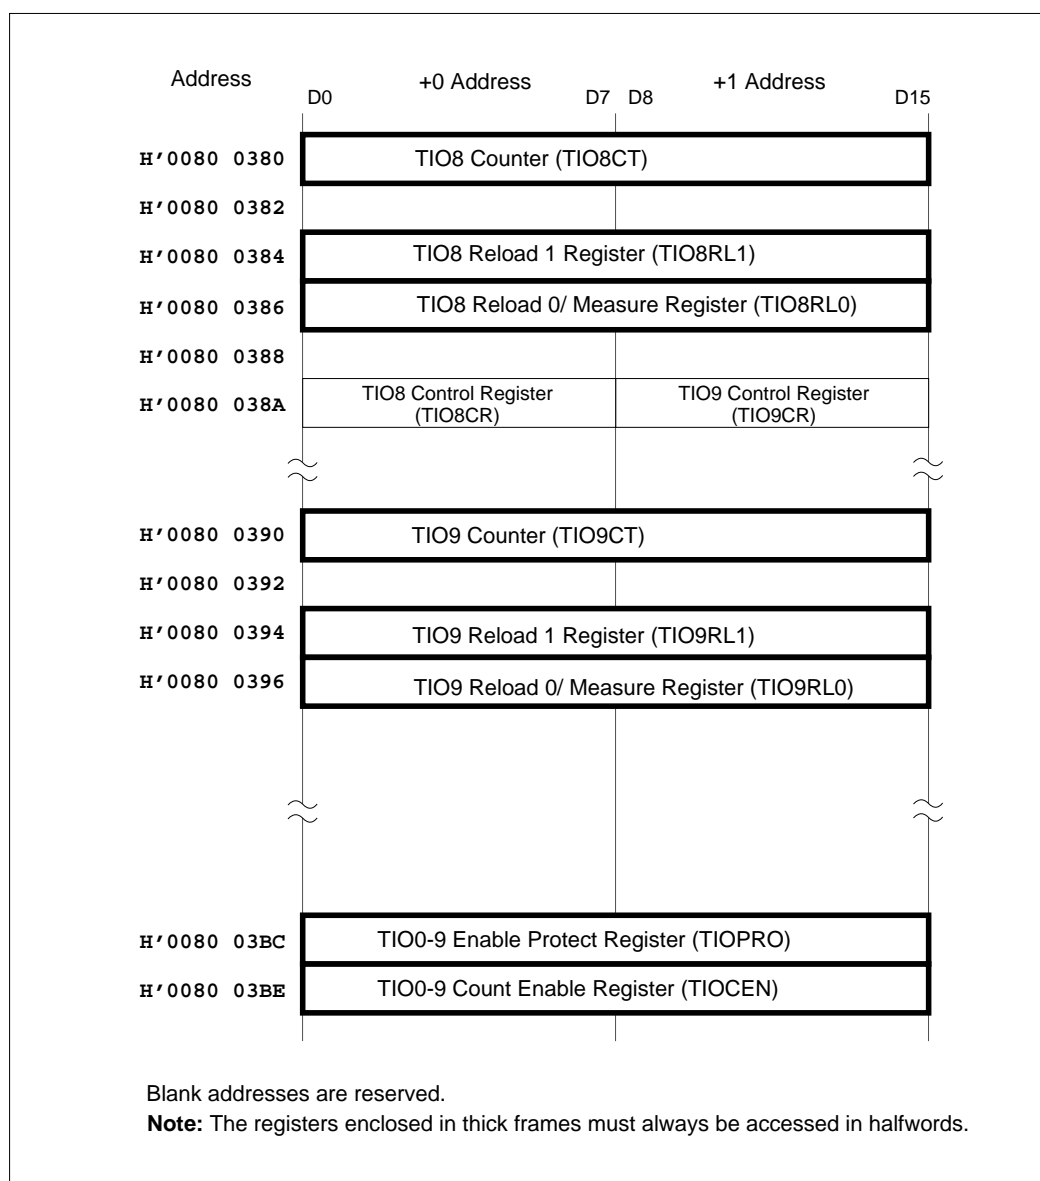 Address +0 Address +1 Address
D0 D7 D8 D15
H'0080 0380 TIO8 Counter (TIO8CT)
H'0080 0382
H'0080 0384 TIO8 Reload 1 Register (TIO8RL1)
H'0080 0386 TIO8 Reload 0/ Measure Register (TIO8RL0)
H'0080 0388
H'0080 038A TIO8 Control Register (TIO8CR) TIO9 Control Register (TIO9CR)
H'0080 0390 TIO9 Counter (TIO9CT)
H'0080 0392
H'0080 0394 TIO9 Reload 1 Register (TIO9RL1)
H'0080 0396 TIO9 Reload 0/ Measure Register (TIO9RL0)
H'0080 03BC TIO0-9 Enable Protect Register (TIOPRO)
H'0080 03BE TIO0-9 Count Enable Register (TIOCEN)
Blank addresses are reserved.
Note: The registers enclosed in thick frames must always be accessed in halfwords.